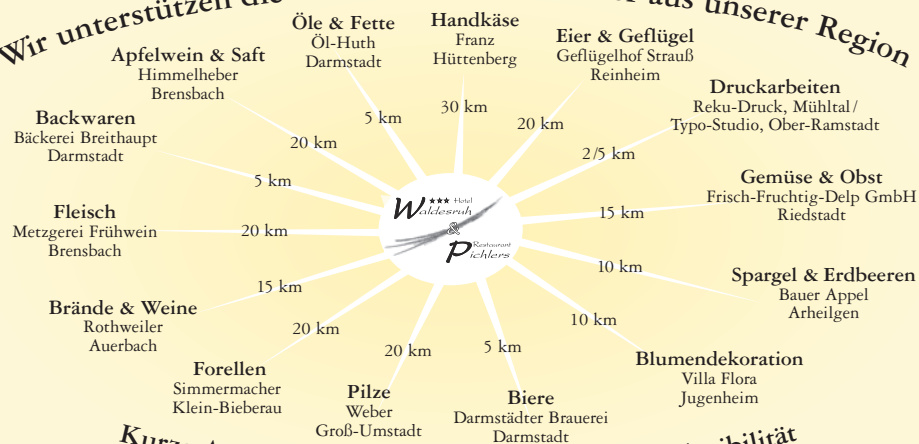 Wir unterstützen die
aus unserer Region
Öle & Fette
Öl-Huth
Darmstadt
5 km
Handkäse
Franz
Hüttenberg
30 km
Eier & Geflügel
Geflügelhof Strauß
Reinheim
20 km
Druckarbeiten
Reku-Druck, Mühltal/
Typo-Studio, Ober-Ramstadt
2/5 km
Gemüse & Obst
Frisch-Fruchtig-Delp GmbH
Riedstadt
15 km
Spargel & Erdbeeren
Bauer Appel
Arheilgen
10 km
Blumendekoration
Villa Flora
Jugenheim
10 km
Biere
Darmstädter Brauerei
Darmstadt
5 km
Pilze
Weber
Groß-Umstadt
20 km
Forellen
Simmermacher
Klein-Bieberau
20 km
Brände & Weine
Rothweiler
Auerbach
15 km
Fleisch
Metzgerei Frühwein
Brensbach
20 km
Backwaren
Bäckerei Breithaupt
Darmstadt
5 km
Apfelwein & Saft
Himmelheber
Brensbach
20 km
Hotel
Waldesruh
&
Restaurant
Pichlers